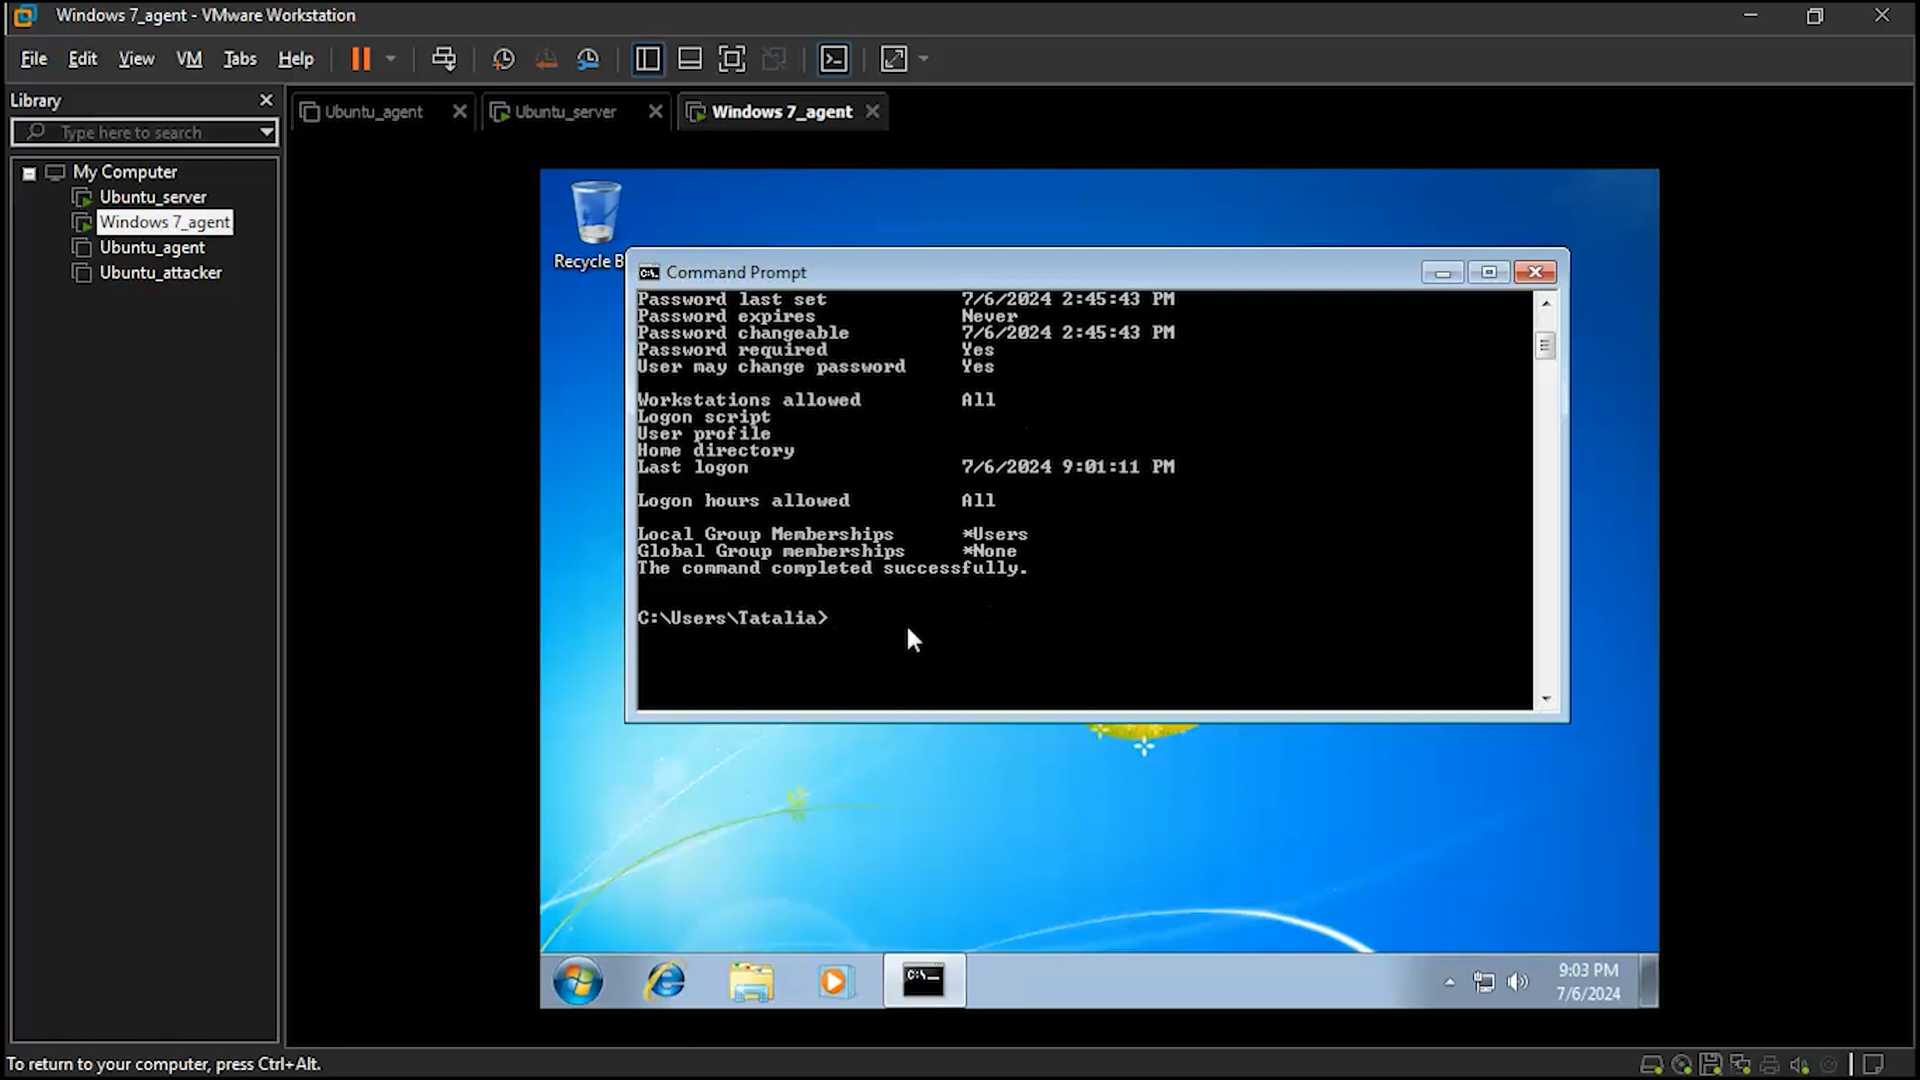 Windows 7_agent - VMware Workstation
File Edit View VM Tabs Help
Library
Type here to search
My Computer
Ubuntu_server
Windows 7_agent
Ubuntu_agent
Ubuntu_attacker
Ubuntu_agent Ubuntu_server Windows 7_agent
Recycle B
Command Prompt
Password last set 7/6/2024 2:45:43 PM
Password expires Never
Password changeable 7/6/2024 2:45:43 PM
Password required Yes
User may change password Yes
Workstations allowed All
Logon script
User profile
Home directory
Last logon 7/6/2024 9:01:11 PM
Logon hours allowed All
Local Group Memberships *Users
Global Group memberships *None
The command completed successfully.
C:\Users\Tatalia>
C:\_
9:03 PM
7/6/2024
To return to your computer, press Ctrl+Alt.